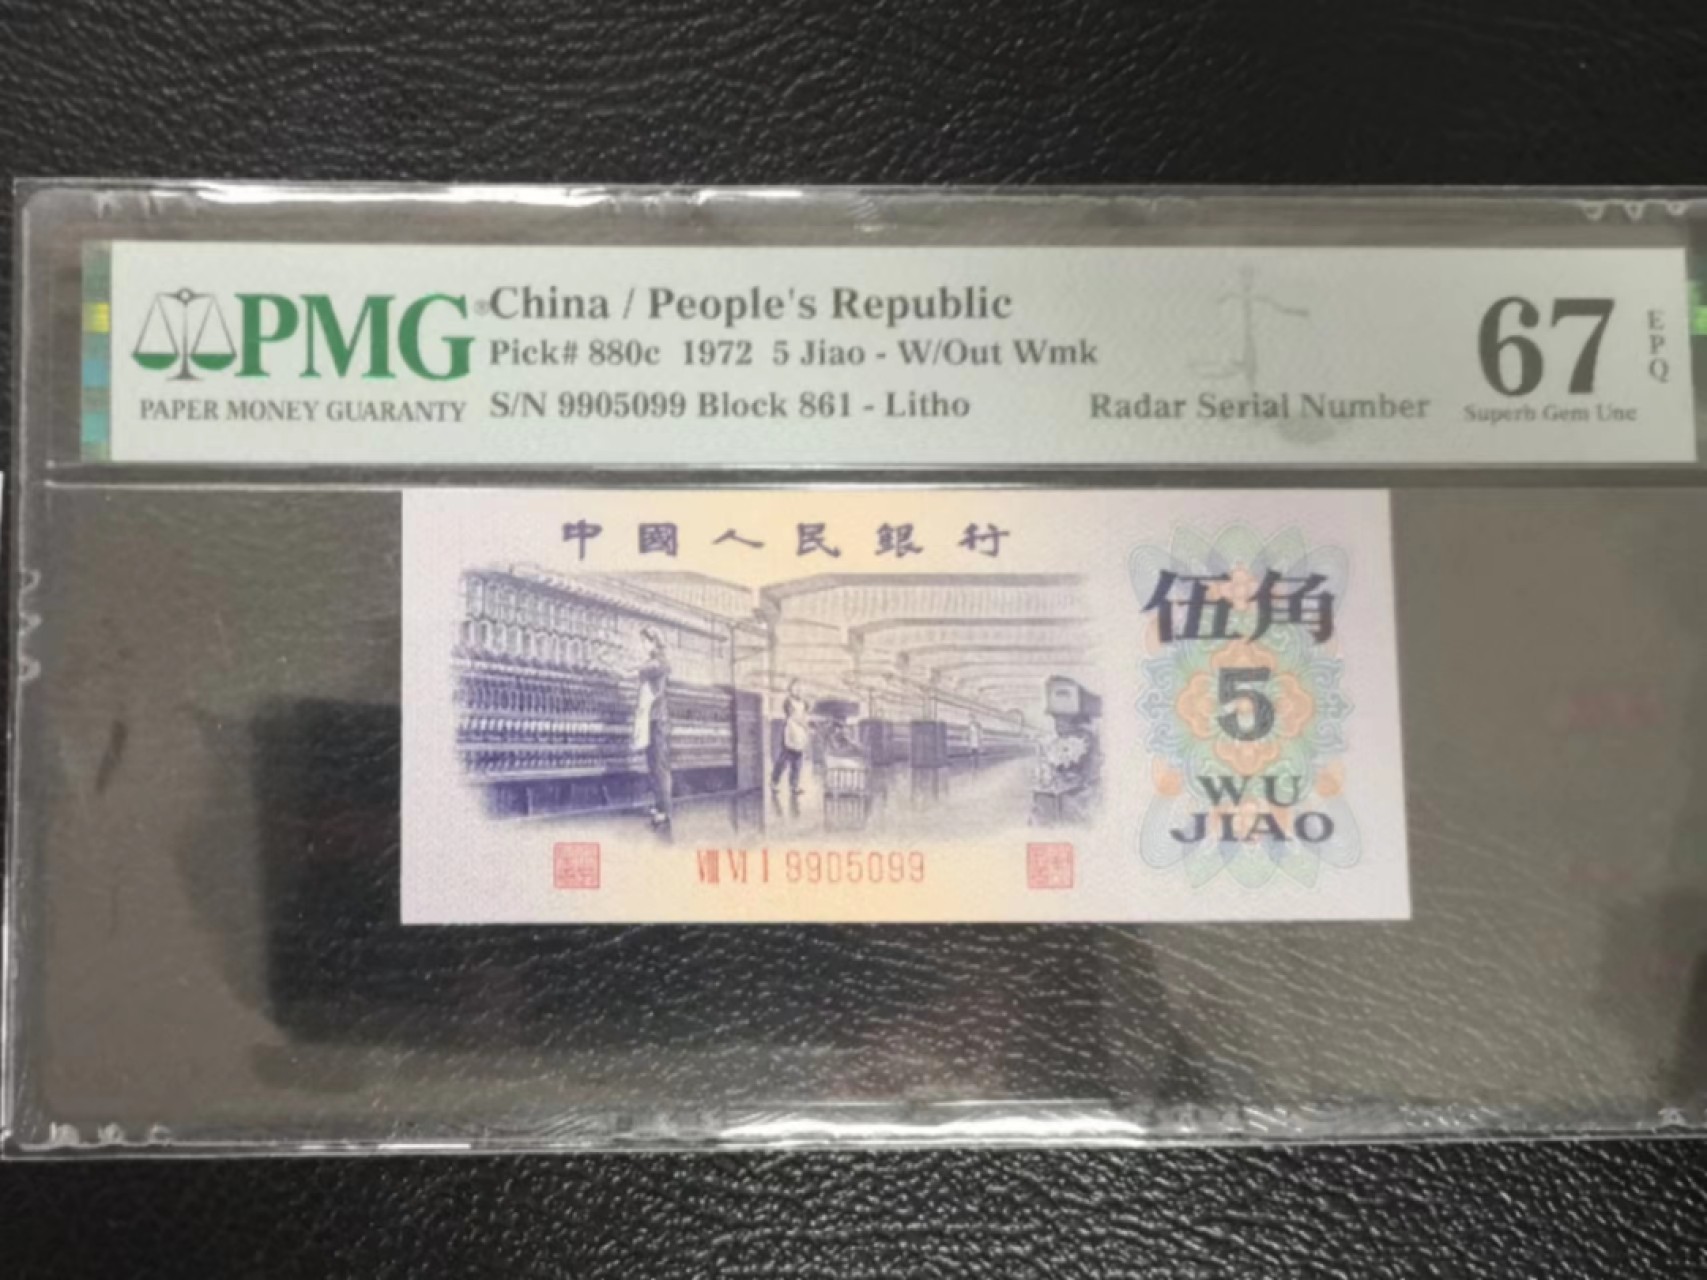 PMG®
PAPER MONEY GUARANTY
China / People's Republic
Pick# 880c 1972 5 Jiao - W/Out Wmk
S/N 9905099 Block 861 - Litho
Radar Serial Number
67
EPQ
Superb Gem Unc
中國人民銀行
伍角
5
WU
JIAO
VIII VI I 9905099